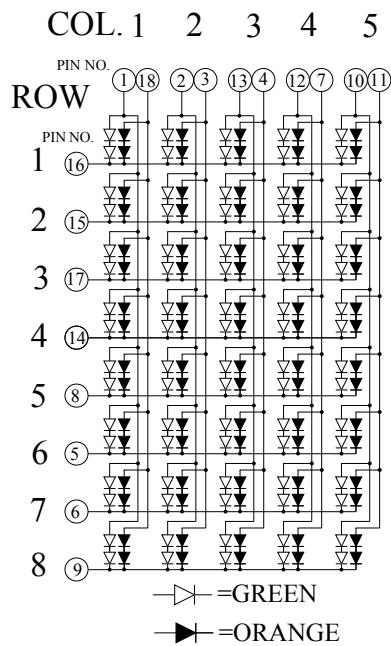 COL. 1 2 3 4 5
PIN NO. 1 18 2 3 13 4 12 7 10 11
ROW
PIN NO.
1 16
2 15
3 17
4 14
5 8
6 5
7 6
8 9
=GREEN
=ORANGE